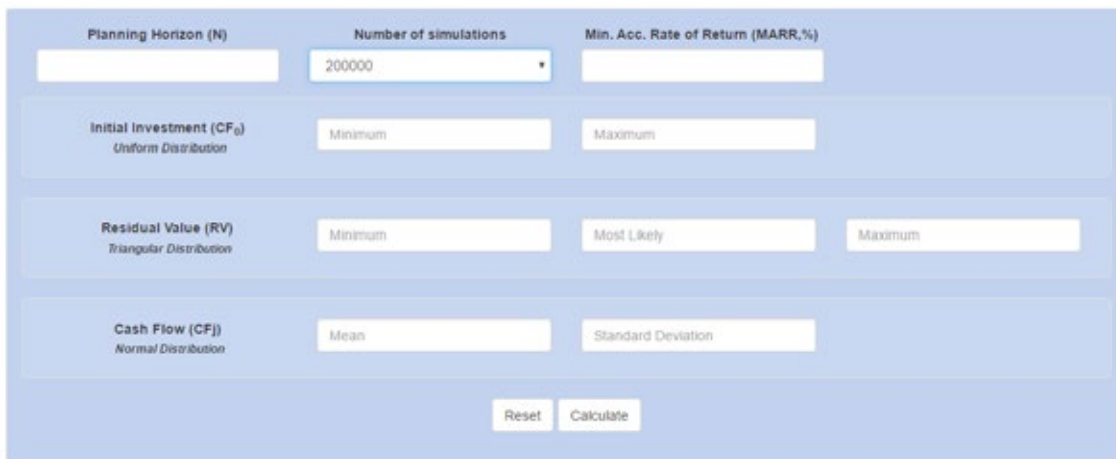 Planning Horizon (N) Number of simulations Min. Acc. Rate of Return (MARR,%)
200000
Initial Investment (CF₀) Minimum Maximum
Uniform Distribution
Residual Value (RV) Minimum Most Likely Maximum
Triangular Distribution
Cash Flow (CFj) Mean Standard Deviation
Normal Distribution
Reset Calculate